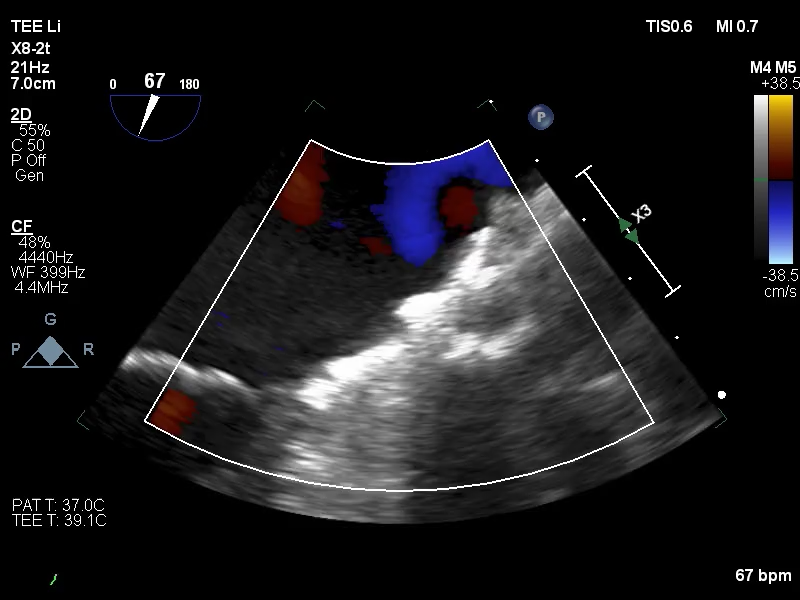 TEE Li
X8-2t
21Hz
7.0cm
2D
55%
C 50
P Off
Gen
CF
48%
4440Hz
WF 399Hz
4.4MHz
G
P R
PAT T: 37.0C
TEE T: 39.1C
0 67 180
P
X3
TIS0.6 MI 0.7
M4 M5
+38.5
-38.5
cm/s
67 bpm